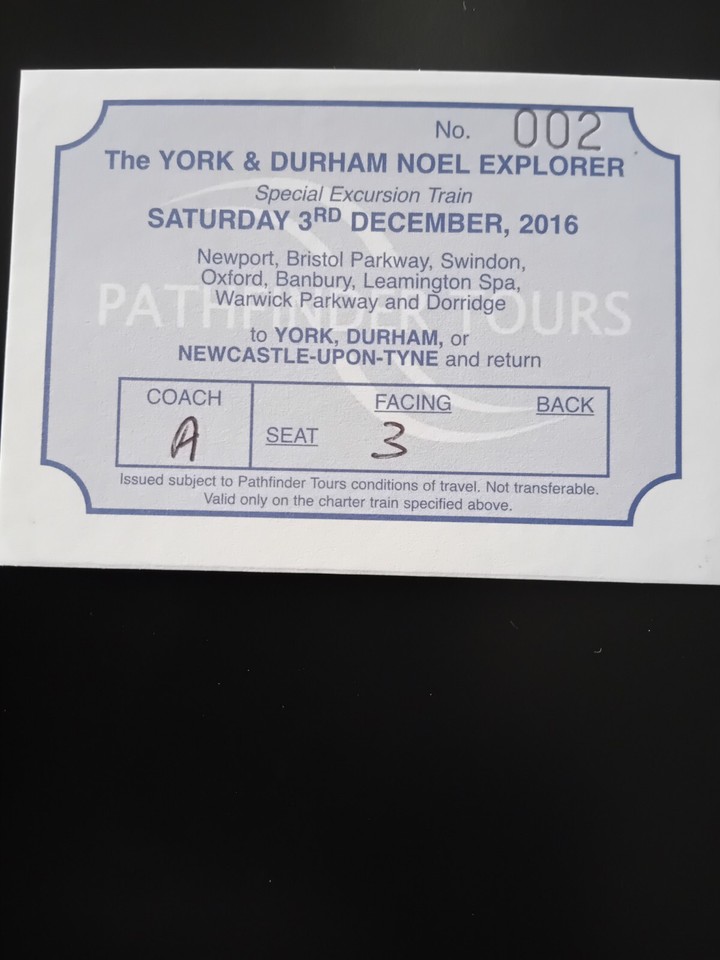 No. 002
The YORK & DURHAM NOEL EXPLORER
Special Excursion Train
SATURDAY 3RD DECEMBER, 2016
Newport, Bristol Parkway, Swindon,
Oxford, Banbury, Leamington Spa,
Warwick Parkway and Dorridge
PATHFINDER TOURS
to YORK, DURHAM, or
NEWCASTLE-UPON-TYNE and return
COACH FACING BACK
A SEAT 3
Issued subject to Pathfinder Tours conditions of travel. Not transferable.
Valid only on the charter train specified above.